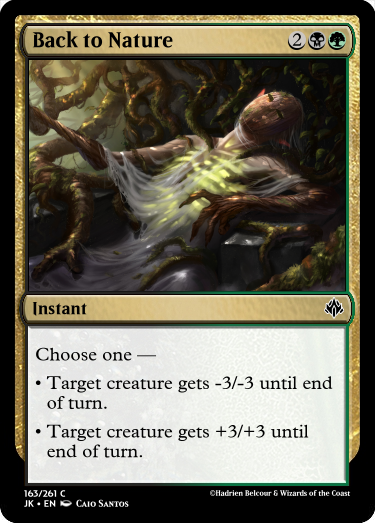 Back to Nature 2
Instant
Choose one —
• Target creature gets -3/-3 until end
of turn.
• Target creature gets +3/+3 until
end of turn.
163/261 C
JK • EN Caio Santos
©Hadrien Belcour & Wizards of the Coast